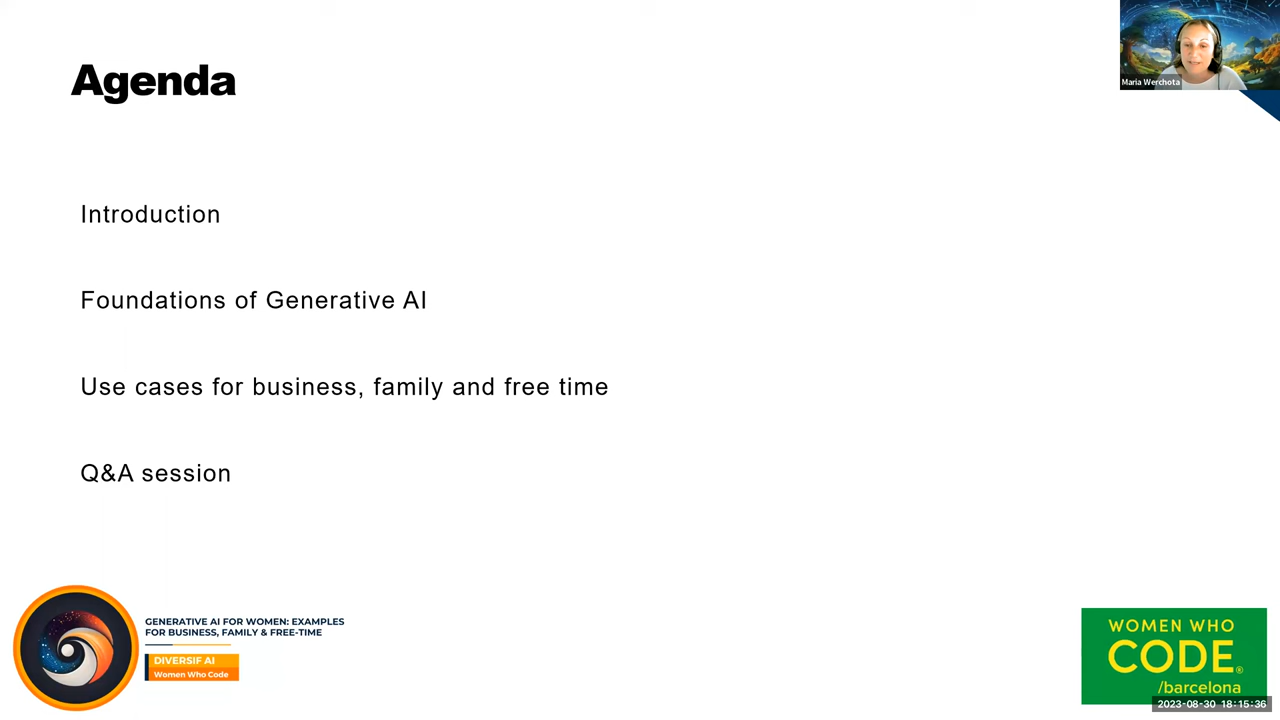 Agenda
Maria Werchota
Introduction
Foundations of Generative AI
Use cases for business, family and free time
Q&A session
GENERATIVE AI FOR WOMEN: EXAMPLES
FOR BUSINESS, FAMILY & FREE-TIME
DIVERSIF AI
Women Who Code
WOMEN WHO
CODE®
/barcelona
2023-08-30 18:15:36